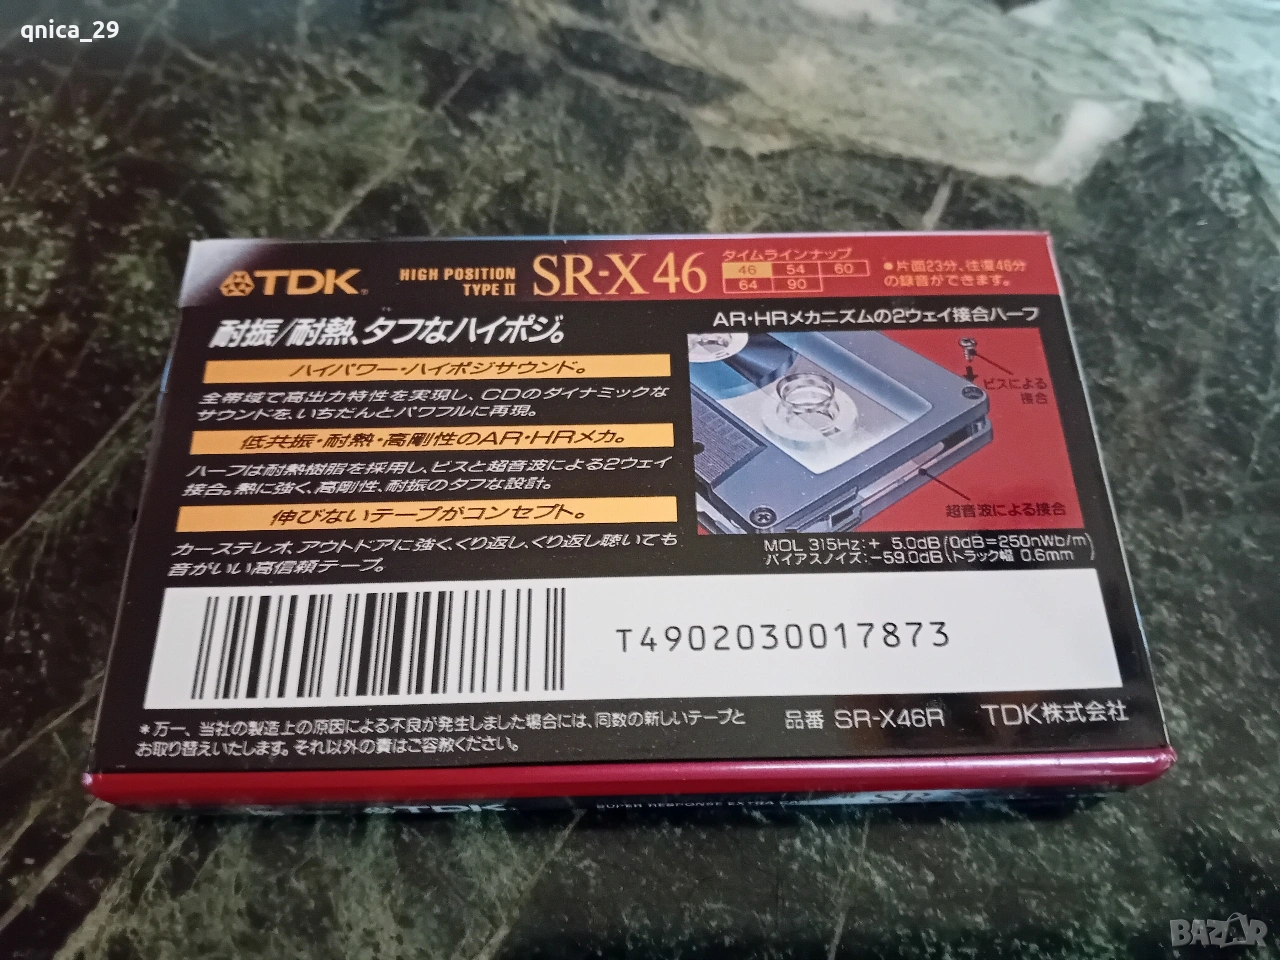 qnica_29
TDK
HIGH POSITION
TYPE II
SR-X 46
タイムラインナップ
46 54 60
64 90
●片面23分、往復46分
の録音ができます。
耐振/耐熱、タフなハイポジ。
ハイパワー・ハイポジサウンド。
全帯域で高出力特性を実現し、CDのダイナミックな
サウンドを、いちだんとパワフルに再現。
低共振・耐熱・高剛性のAR・HRメカ。
ハーフは耐熱樹脂を採用し、ビスと超音波による2ウェイ
接合。熱に強く、高剛性、耐振のタフな設計。
伸びないテープがコンセプト。
カーステレオ、アウトドアに強く、くり返し、くり返し聴いても
音がいい高信頼テープ。
AR・HRメカニズムの2ウェイ接合ハーフ
ビスによる
接合
超音波による接合
MOL 315Hz:+ 5.0dB(0dB=250nWb/m)
バイアスノイズ:-59.0dB(トラック幅 0.6mm)
T4902030017873
*万一、当社の製造上の原因による不良が発生しました場合には、同数の新しいテープと
お取り替えいたします。それ以外の責はご容赦ください。
品番 SR-X46R TDK株式会社
TDK
SUPER RESPONSE EXTRA
SR-X
BAZAR